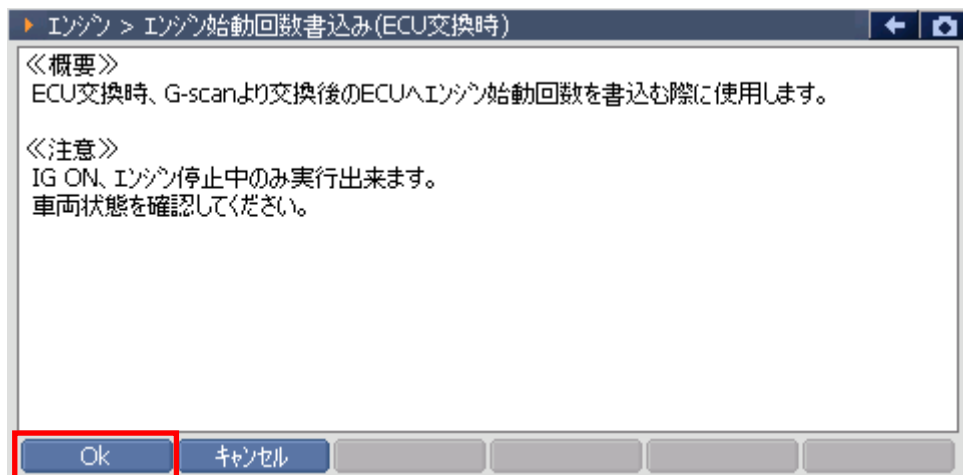 エンジン > エンジン始動回数書込み(ECU交換時)
≪概要≫
ECU交換時、G-scanより交換後のECUへエンジン始動回数を書込む際に使用します。
≪注意≫
IG ON、エンジン停止中のみ実行出来ます。
車両状態を確認してください。
Ok
キャンセル